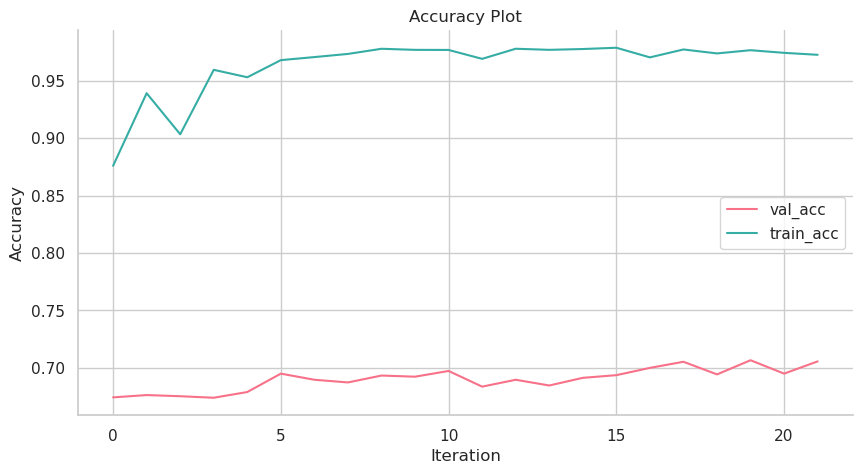 Accuracy Plot
Accuracy
0.95
0.90
0.85
0.80
0.75
0.70
val_acc
train_acc
0 5 10 15 20
Iteration